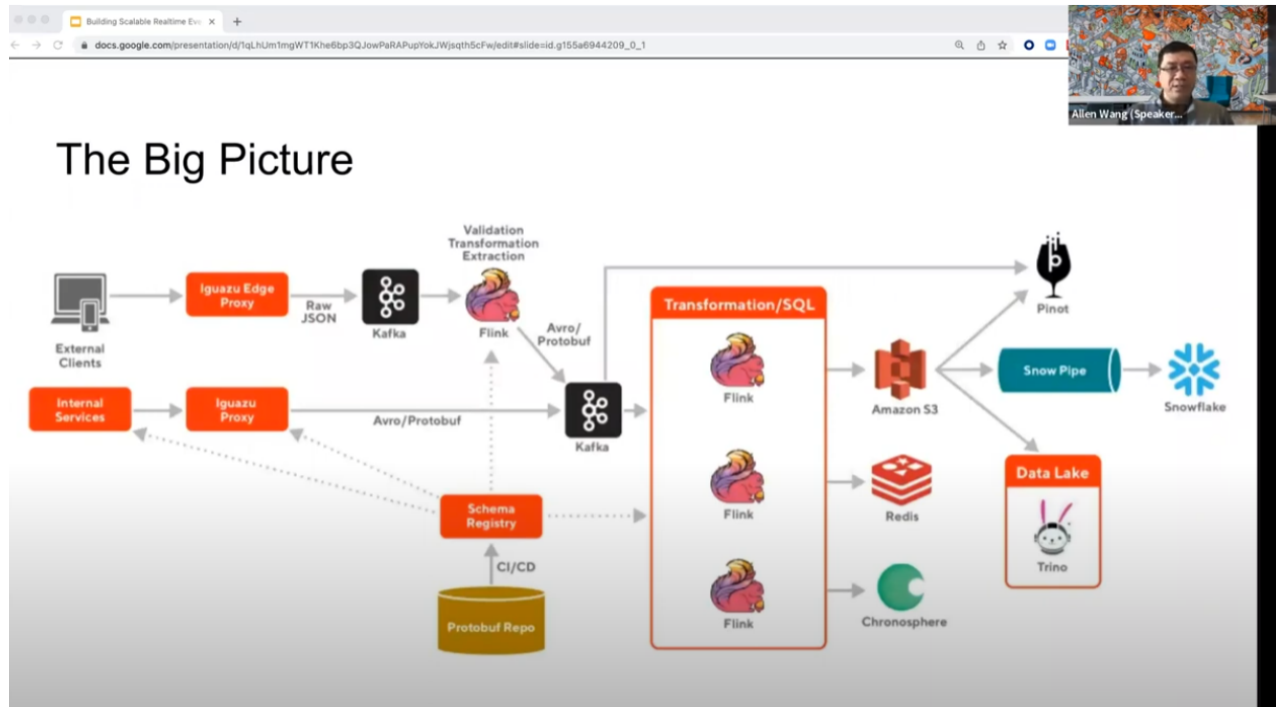 Building Scalable Realtime Eve
docs.google.com/presentation/d/1qLhUm1mgWT1Khe6bp3QJowPaRAPupYokJWjsqth5cFw/edit#slide=id.g155a6944209_0_1
Allen Wang (Speaker...
The Big Picture
Validation
Transformation
Extraction
External
Clients
Iguazu Edge
Proxy
Raw
JSON
Kafka
Flink
Avro/
Protobuf
Internal
Services
Iguazu
Proxy
Avro/Protobuf
Kafka
Schema
Registry
CI/CD
Protobuf Repo
Transformation/SQL
Flink
Flink
Flink
Amazon S3
Redis
Chronosphere
Pinot
Snow Pipe
Snowflake
Data Lake
Trino